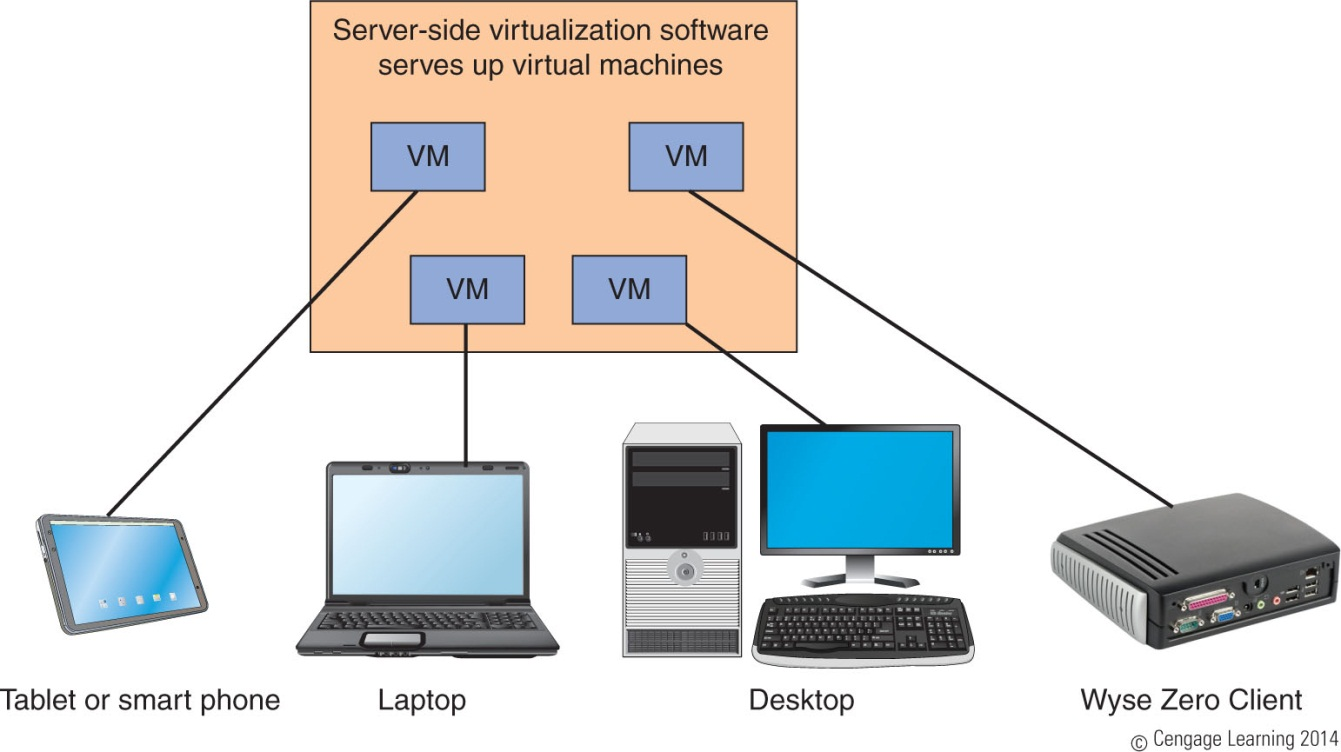 Server-side virtualization software
serves up virtual machines
VM
VM
VM
VM
Tablet or smart phone
Laptop
Desktop
Wyse Zero Client
© Cengage Learning 2014